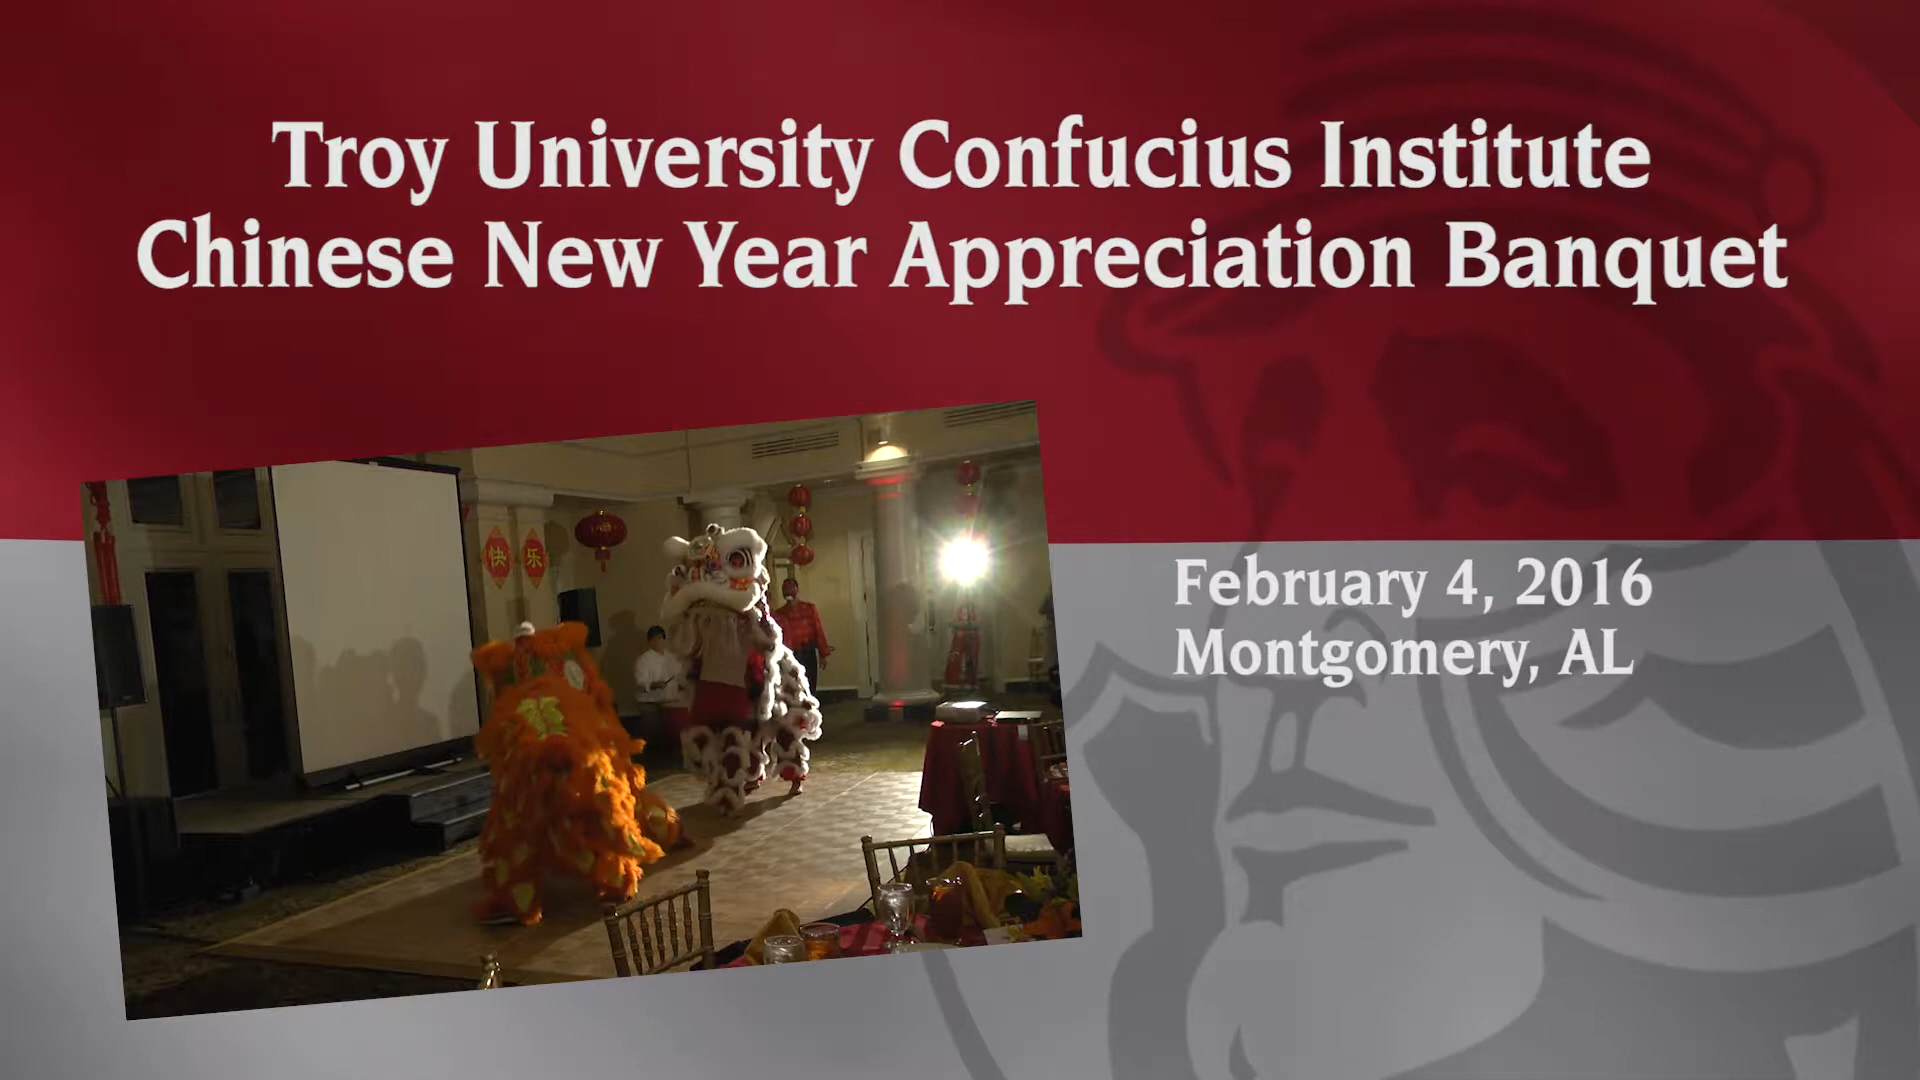 Troy University Confucius Institute
Chinese New Year Appreciation Banquet
February 4, 2016
Montgomery, AL
快 乐